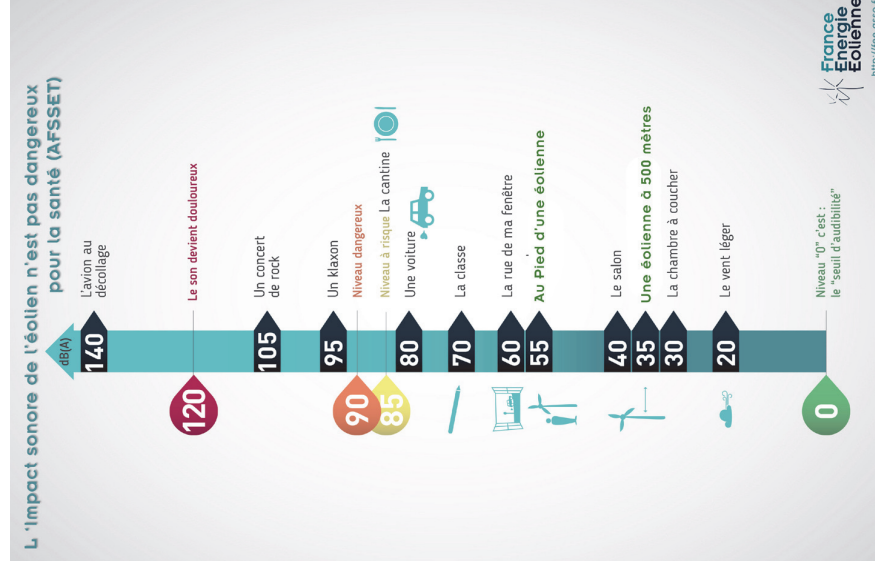 L 'Impact sonore de l'éolien n'est pas dangereux
pour la santé (AFSSET)
dB(A)
140
L'avion au
décollage
120
Le son devient douloureux
105
Un concert
de rock
95
Un klaxon
90
Niveau dangereux
85
Niveau à risque La cantine
80
Une voiture
70
La classe
60
La rue de ma fenêtre
55
Au Pied d'une éolienne
40
Le salon
35
Une éolienne à 500 mètres
30
La chambre à coucher
20
Le vent léger
0
Niveau "0" c'est :
le "seuil d'audibilité"
France
Energie
Eolienne